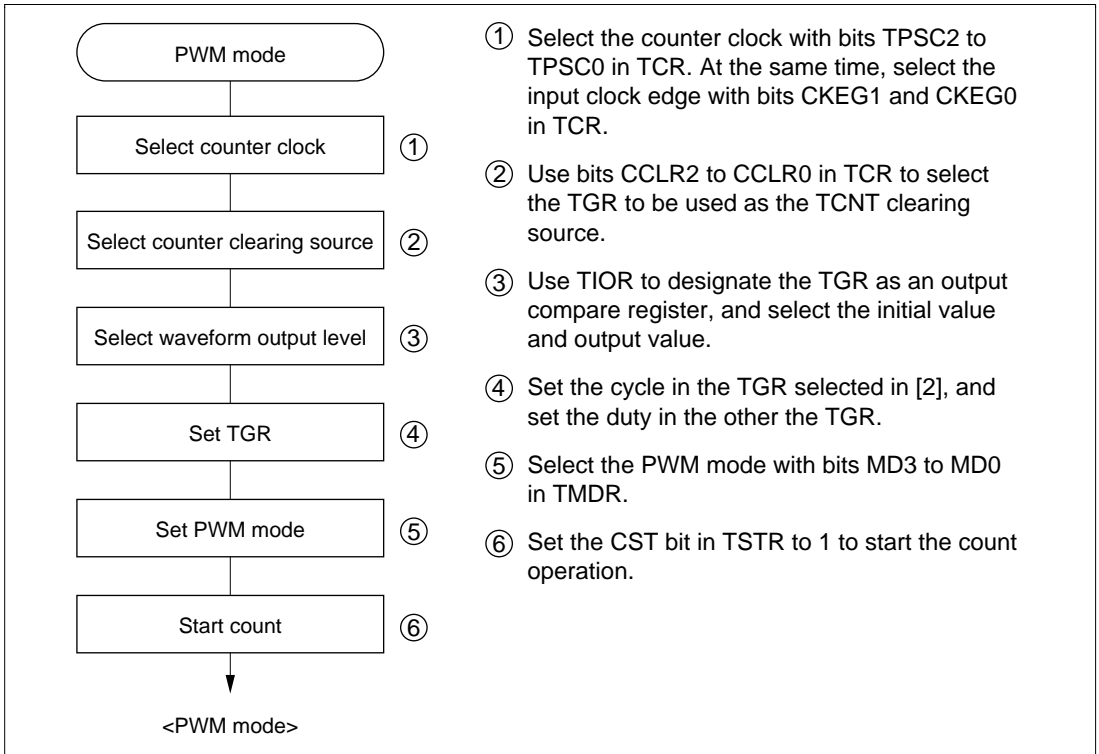 PWM mode
Select counter clock
①
Select counter clearing source
②
Select waveform output level
③
Set TGR
④
Set PWM mode
⑤
Start count
⑥
<PWM mode>
① Select the counter clock with bits TPSC2 to
TPSC0 in TCR. At the same time, select the
input clock edge with bits CKEG1 and CKEG0
in TCR.
② Use bits CCLR2 to CCLR0 in TCR to select
the TGR to be used as the TCNT clearing
source.
③ Use TIOR to designate the TGR as an output
compare register, and select the initial value
and output value.
④ Set the cycle in the TGR selected in [2], and
set the duty in the other the TGR.
⑤ Select the PWM mode with bits MD3 to MD0
in TMDR.
⑥ Set the CST bit in TSTR to 1 to start the count
operation.